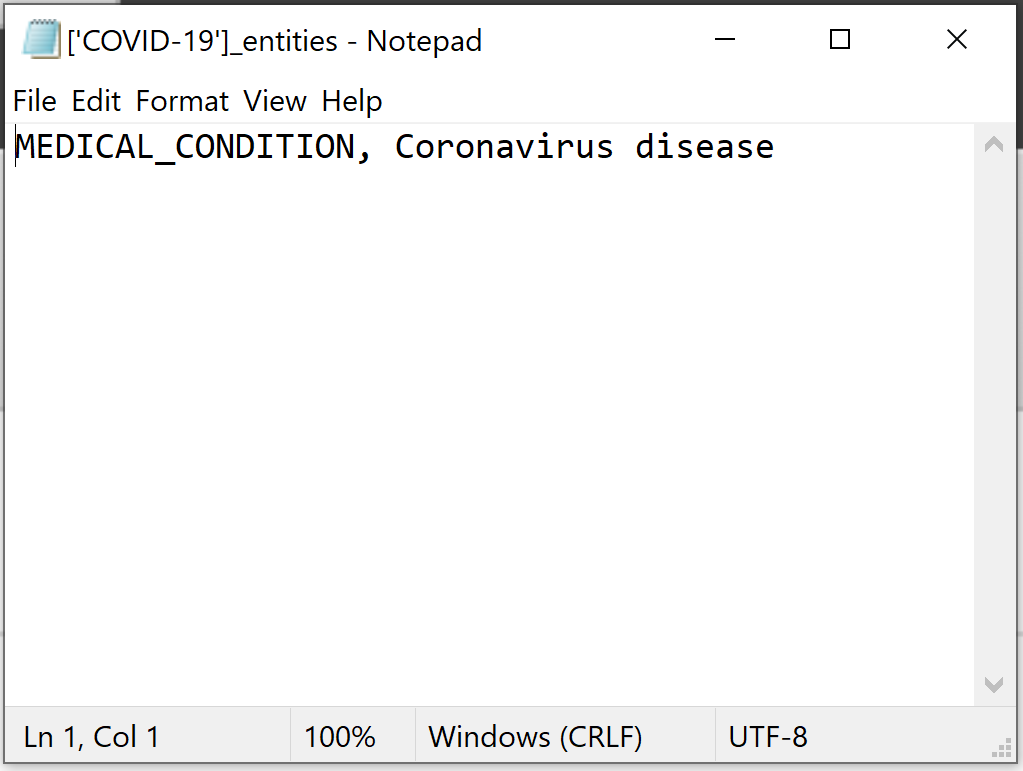 ['COVID-19']_entities - Notepad
File Edit Format View Help
MEDICAL_CONDITION, Coronavirus disease
Ln 1, Col 1 100% Windows (CRLF) UTF-8